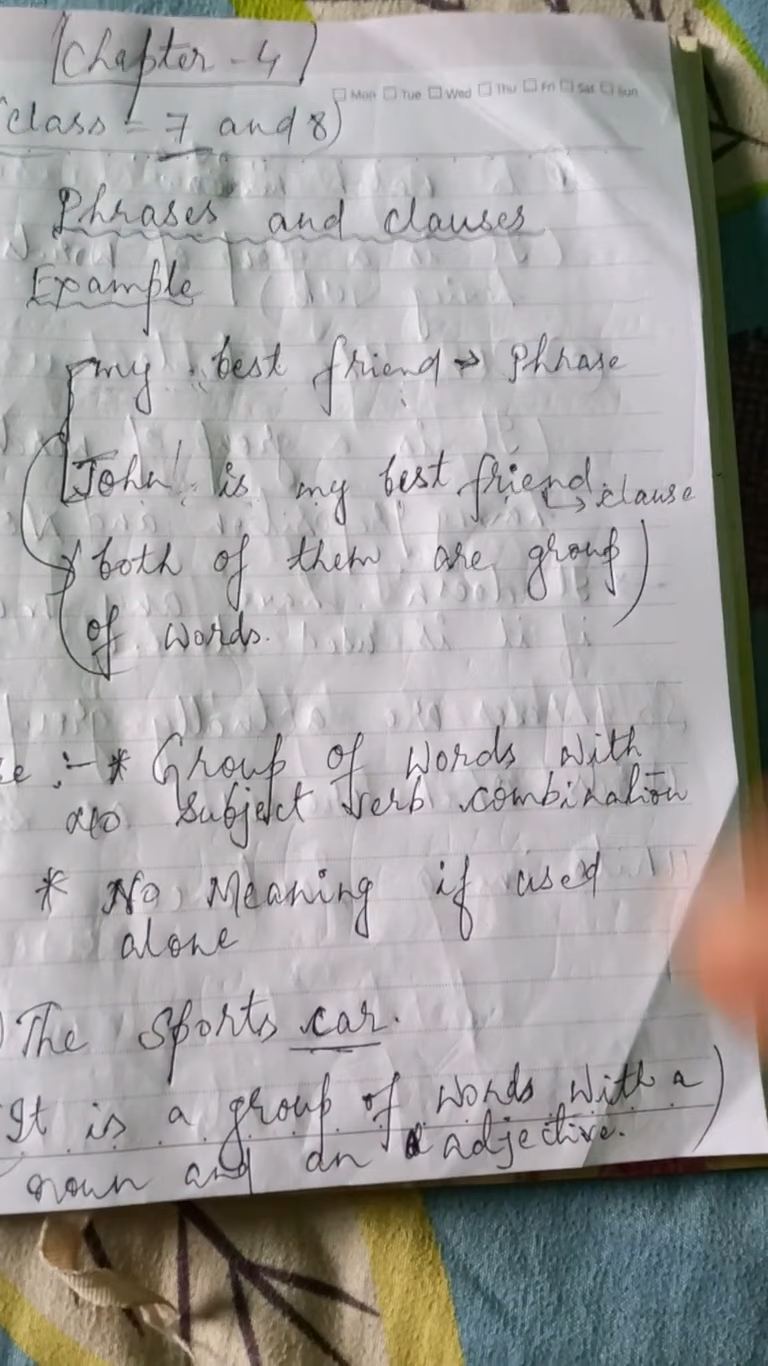 Chapter - 4
Mon Tue Wed Thu Fri Sat Sun
class = 7 and 8)
Phrases and clauses
Example
my best friend → Phrase
John is my best friend → clause
both of them are group)
of words.
:- * Group of words with
no subject verb combination
* No Meaning if used
alone
) The sports car.
It is a group of words with a)
noun and an adjective.